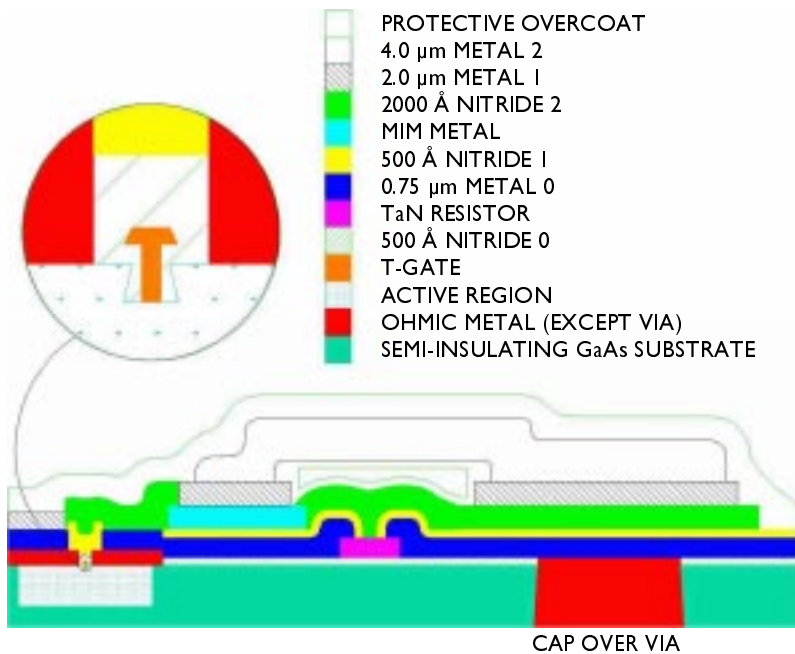 PROTECTIVE OVERCOAT
4.0 µm METAL 2
2.0 µm METAL 1
2000 Å NITRIDE 2
MIM METAL
500 Å NITRIDE 1
0.75 µm METAL 0
TaN RESISTOR
500 Å NITRIDE 0
T-GATE
ACTIVE REGION
OHMIC METAL (EXCEPT VIA)
SEMI-INSULATING GaAs SUBSTRATE
CAP OVER VIA